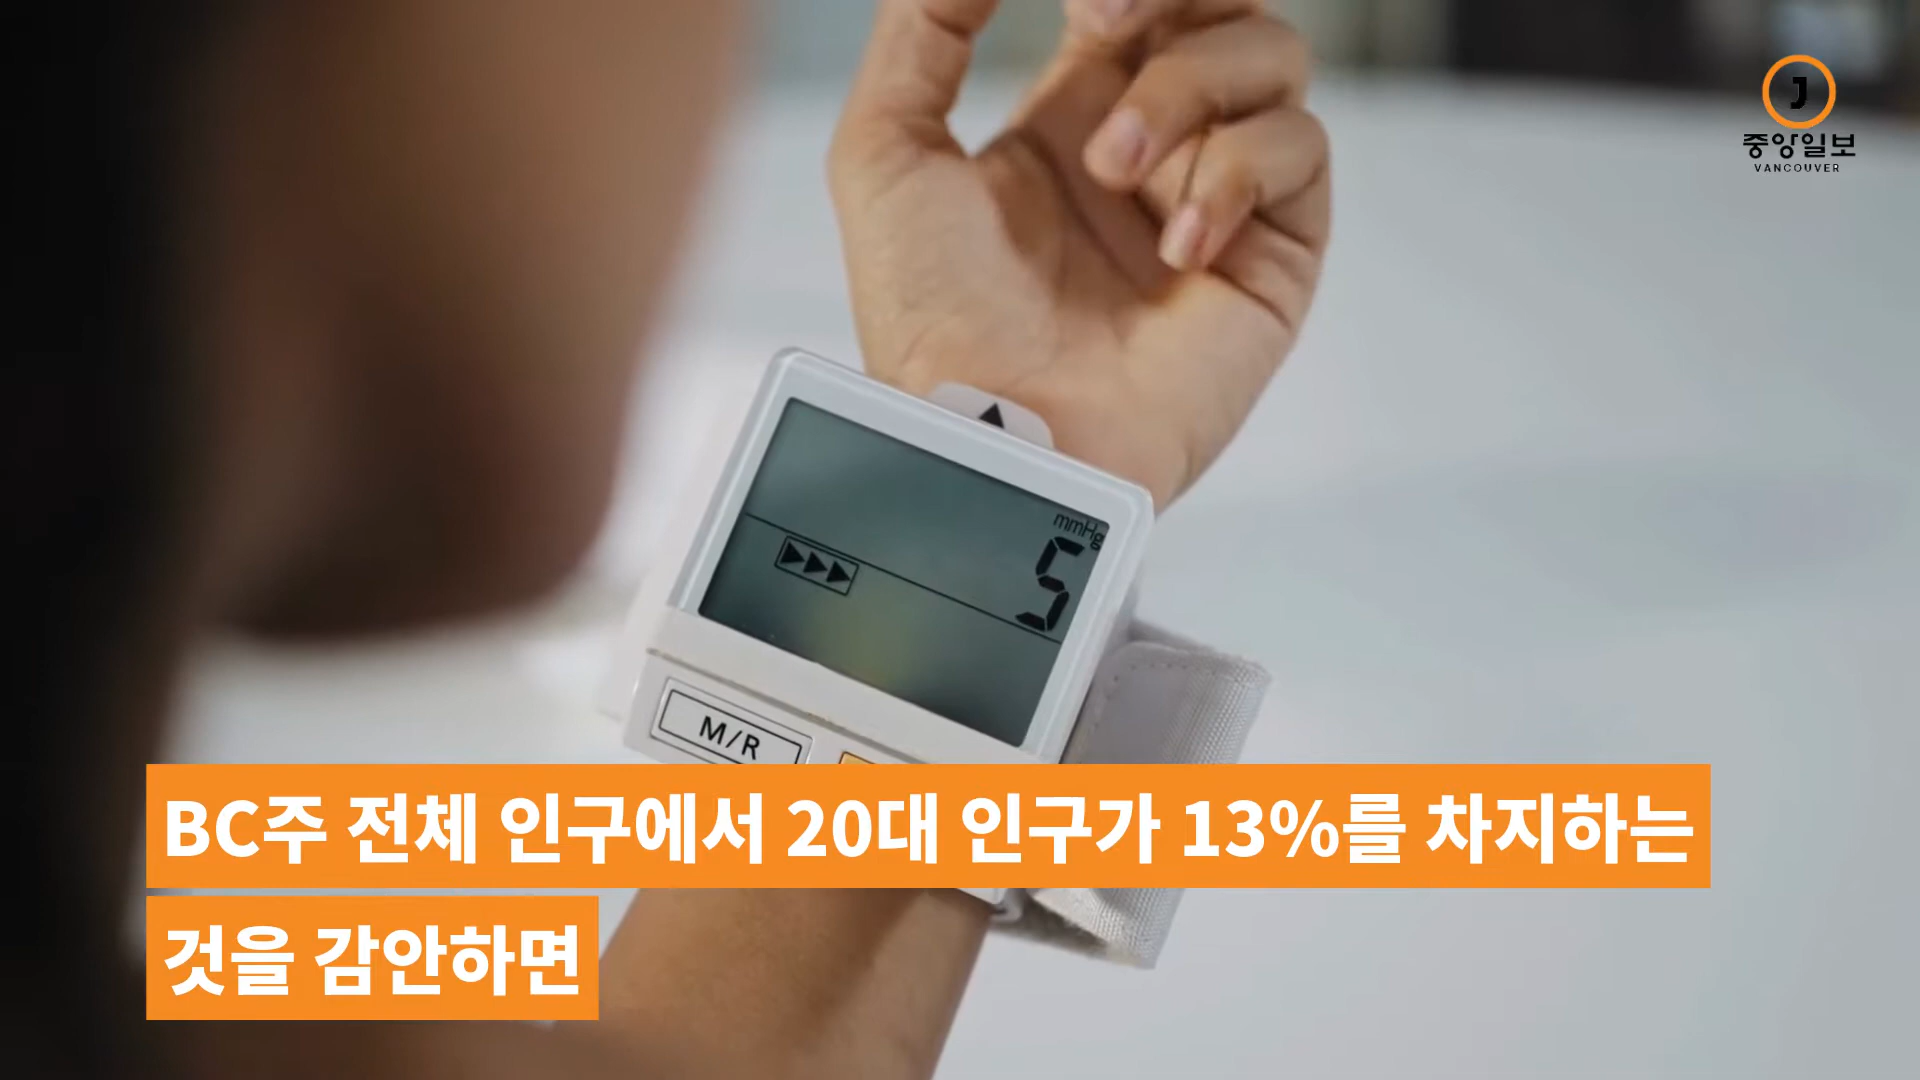 J
중앙일보
VANCOUVER
mmHg
5
M/R
BC주 전체 인구에서 20대 인구가 13%를 차지하는
것을 감안하면